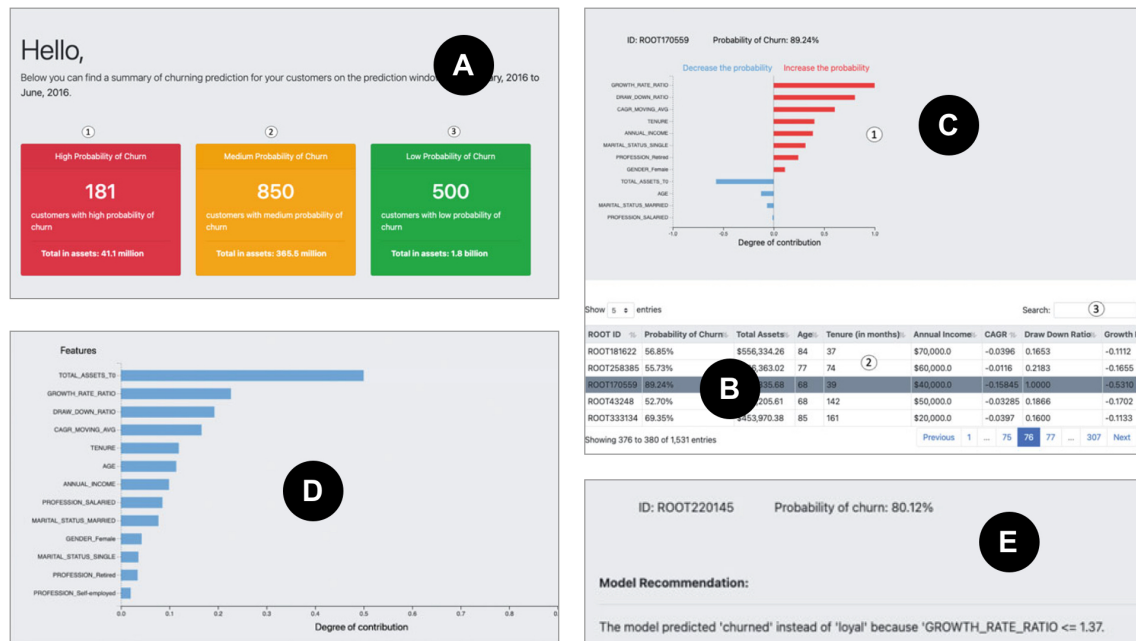 Hello,
A
Below you can find a summary of churning prediction for your customers on the prediction window ary, 2016 to
June, 2016.
1 2 3
High Probability of Churn Medium Probability of Churn Low Probability of Churn
181 850 500
customers with high probability of churn customers with medium probability of churn customers with low probability of churn
Total in assets: 41.1 million Total in assets: 365.5 million Total in assets: 1.8 billion
ID: ROOT170559 Probability of Churn: 89.24%
Decrease the probability Increase the probability
C
1
GROWTH_RATE_RATIO
DRAW_DOWN_RATIO
CAGR_MOVING_AVG
TENURE
ANNUAL_INCOME
MARITAL_STATUS_SINGLE
PROFESSION_Retired
GENDER_Female
TOTAL_ASSETS_T0
AGE
MARITAL_STATUS_MARRIED
PROFESSION_SALARIED
-1.0 -0.5 0.0 0.5 1.0
Degree of contribution
Show 5 entries Search: 3
ROOT ID Probability of Churn Total Assets Age Tenure (in months) Annual Income CAGR Draw Down Ratio Growth
ROOT181622 56.85% $556,334.26 84 37 $70,000.0 -0.0396 0.1653 -0.1112
ROOT258385 55.73% 6,363.02 77 74 2 $60,000.0 -0.0116 0.2183 -0.1655
ROOT170559 89.24% 335.68 68 39 $40,000.0 -0.15845 1.0000 -0.5310
B
ROOT43248 52.70% 205.61 68 142 $50,000.0 -0.03285 0.1866 -0.1702
ROOT333134 69.35% $453,970.38 85 161 $20,000.0 -0.0397 0.1600 -0.1133
Showing 376 to 380 of 1,531 entries Previous 1 ... 75 76 77 ... 307 Next
Features
TOTAL_ASSETS_T0
GROWTH_RATE_RATIO
DRAW_DOWN_RATIO
CAGR_MOVING_AVG
TENURE
AGE
ANNUAL_INCOME
PROFESSION_SALARIED
MARITAL_STATUS_MARRIED
GENDER_Female
MARITAL_STATUS_SINGLE
PROFESSION_Retired
PROFESSION_Self-employed
D
0.0 0.1 0.2 0.3 0.4 0.5 0.6 0.7 0.8 0.
Degree of contribution
ID: ROOT220145 Probability of churn: 80.12%
E
Model Recommendation:
The model predicted 'churned' instead of 'loyal' because 'GROWTH_RATE_RATIO <= 1.37.